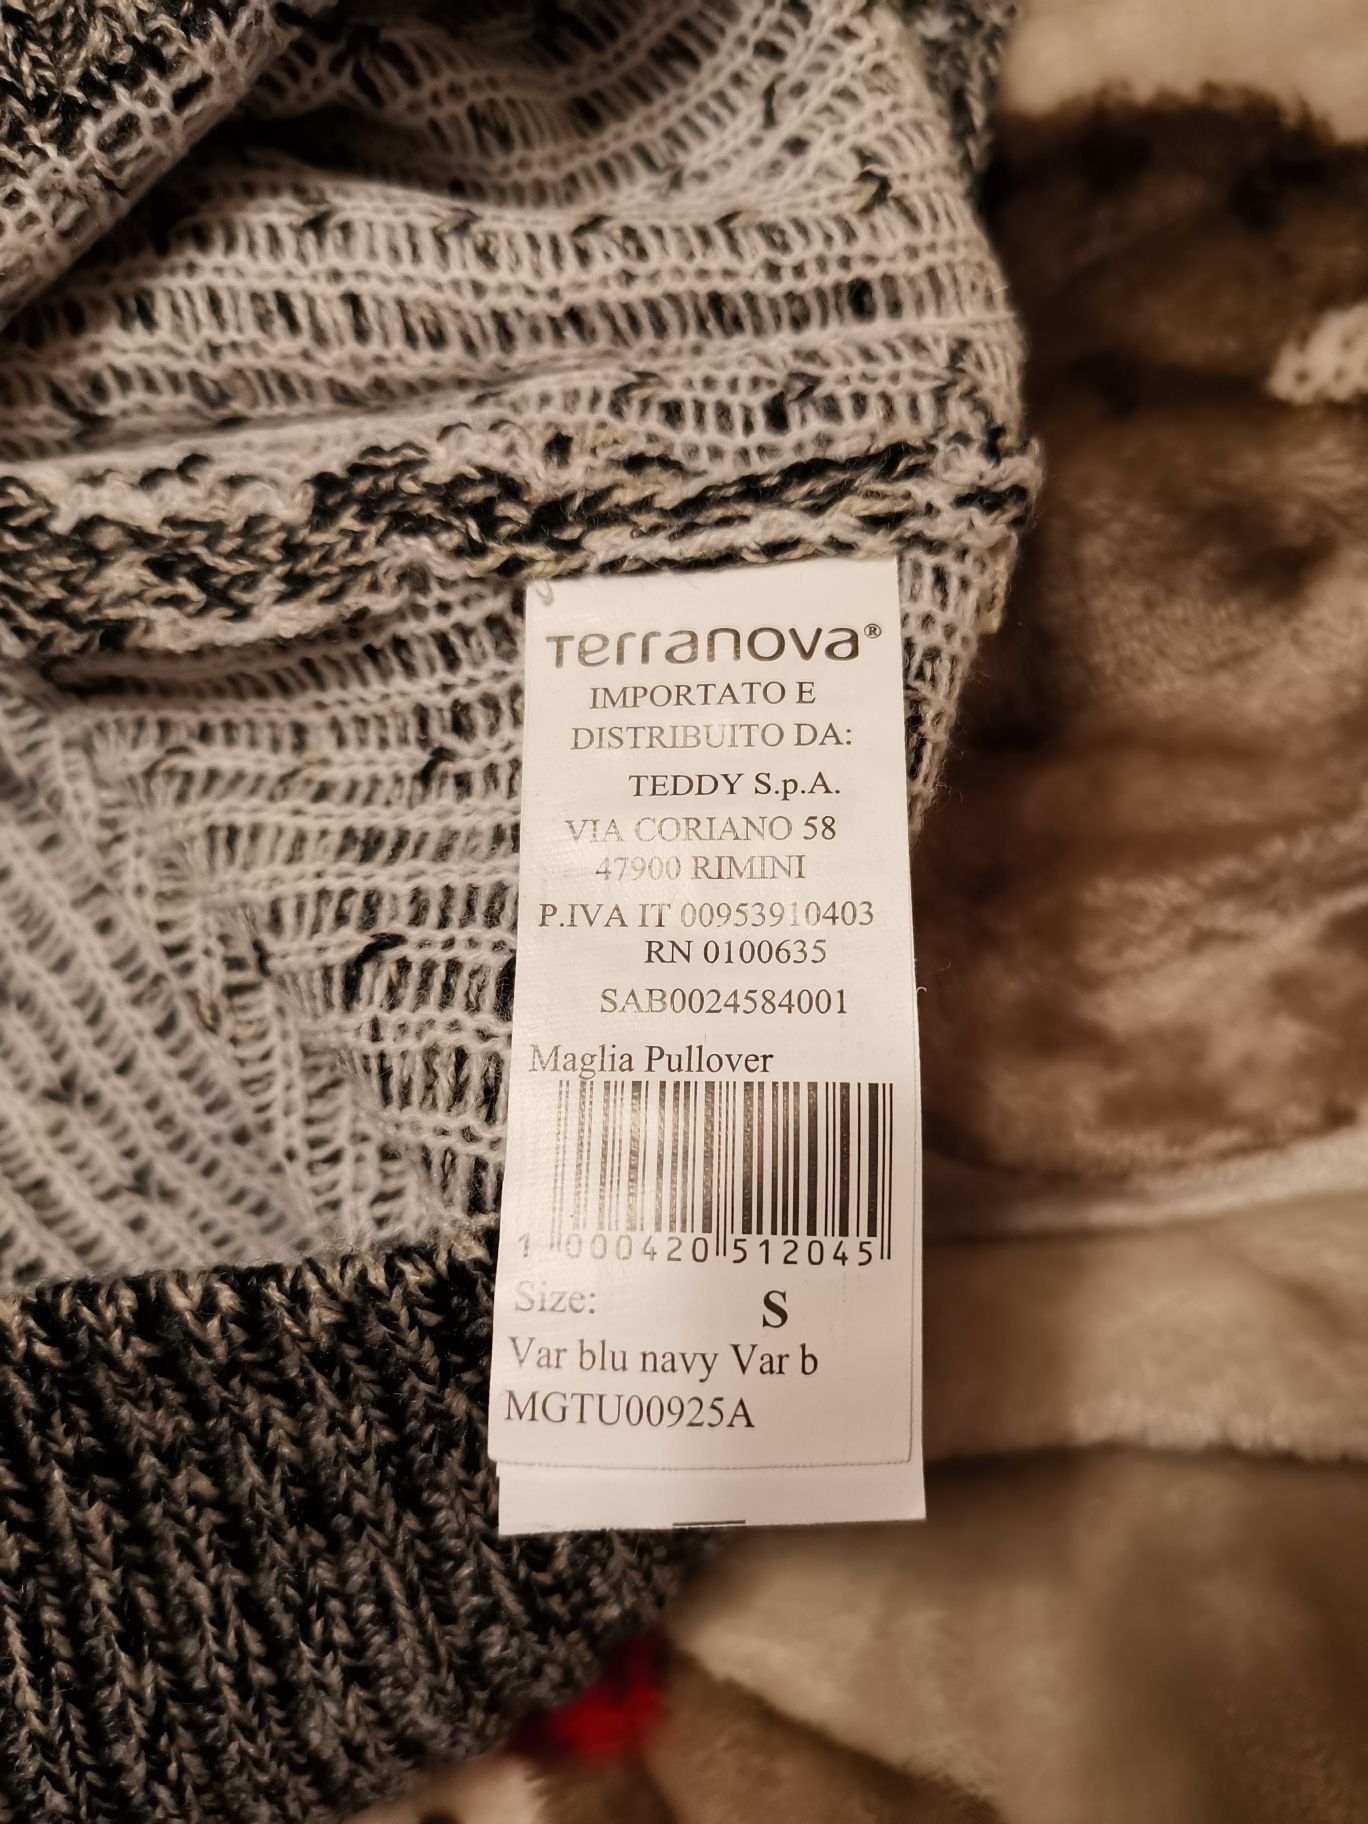 Terranova®
IMPORTATO E
DISTRIBUITO DA:
TEDDY S.p.A.
VIA CORIANO 58
47900 RIMINI
P.IVA IT 00953910403
RN 0100635
SAB0024584001
Maglia Pullover
1 000420 512045
Size: S
Var blu navy Var b
MGTU00925A